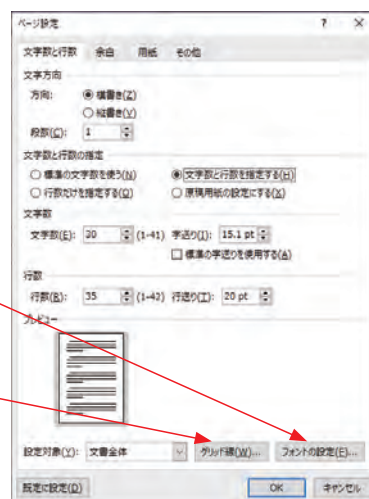 ページ設定 ? ×
文字数と行数 余白 用紙 その他
文字方向
方向: 横書き(Z)
縦書き(V)
段数(C): 1
文字数と行数の指定
標準の文字数を使う(N) 文字数と行数を指定する(H)
行数だけを指定する(O) 原稿用紙の設定にする(X)
文字数
文字数(E): 30 (1-41) 字送り(I): 15.1 pt
標準の字送りを使用する(A)
行数
行数(R): 35 (1-42) 行送り(T): 20 pt
プレビュー
設定対象(Y): 文書全体 グリッド線(W)... フォントの設定(F)...
既定に設定(D) OK キャンセル